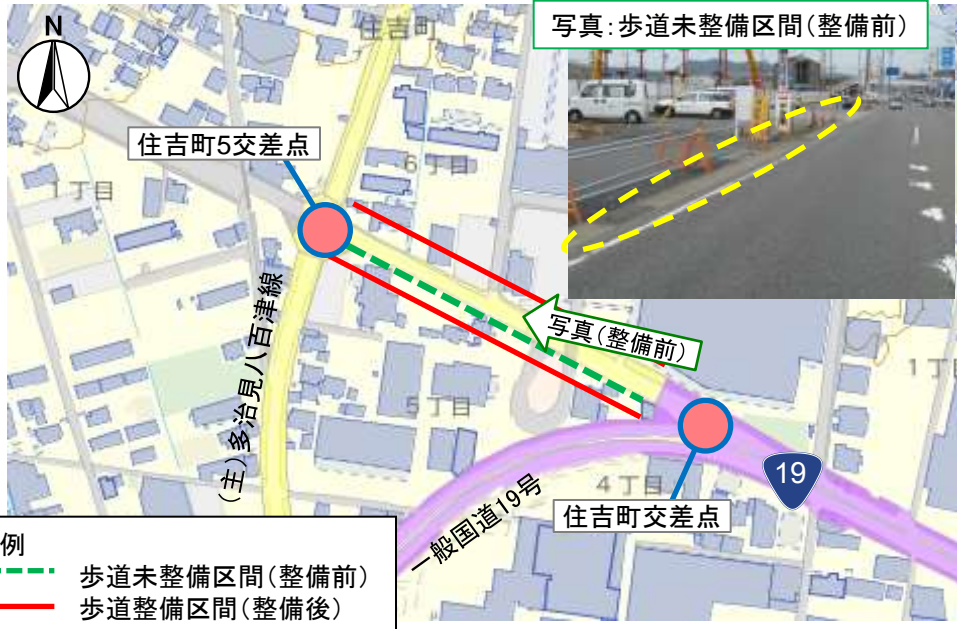 写真:歩道未整備区間(整備前)
N
住吉町
住吉町5交差点
6丁目
1丁目
(主)多治見八百津線
写真(整備前)
1丁
5丁目
19
4丁目
住吉町交差点
一般国道19号
例
歩道未整備区間(整備前)
歩道整備区間(整備後)